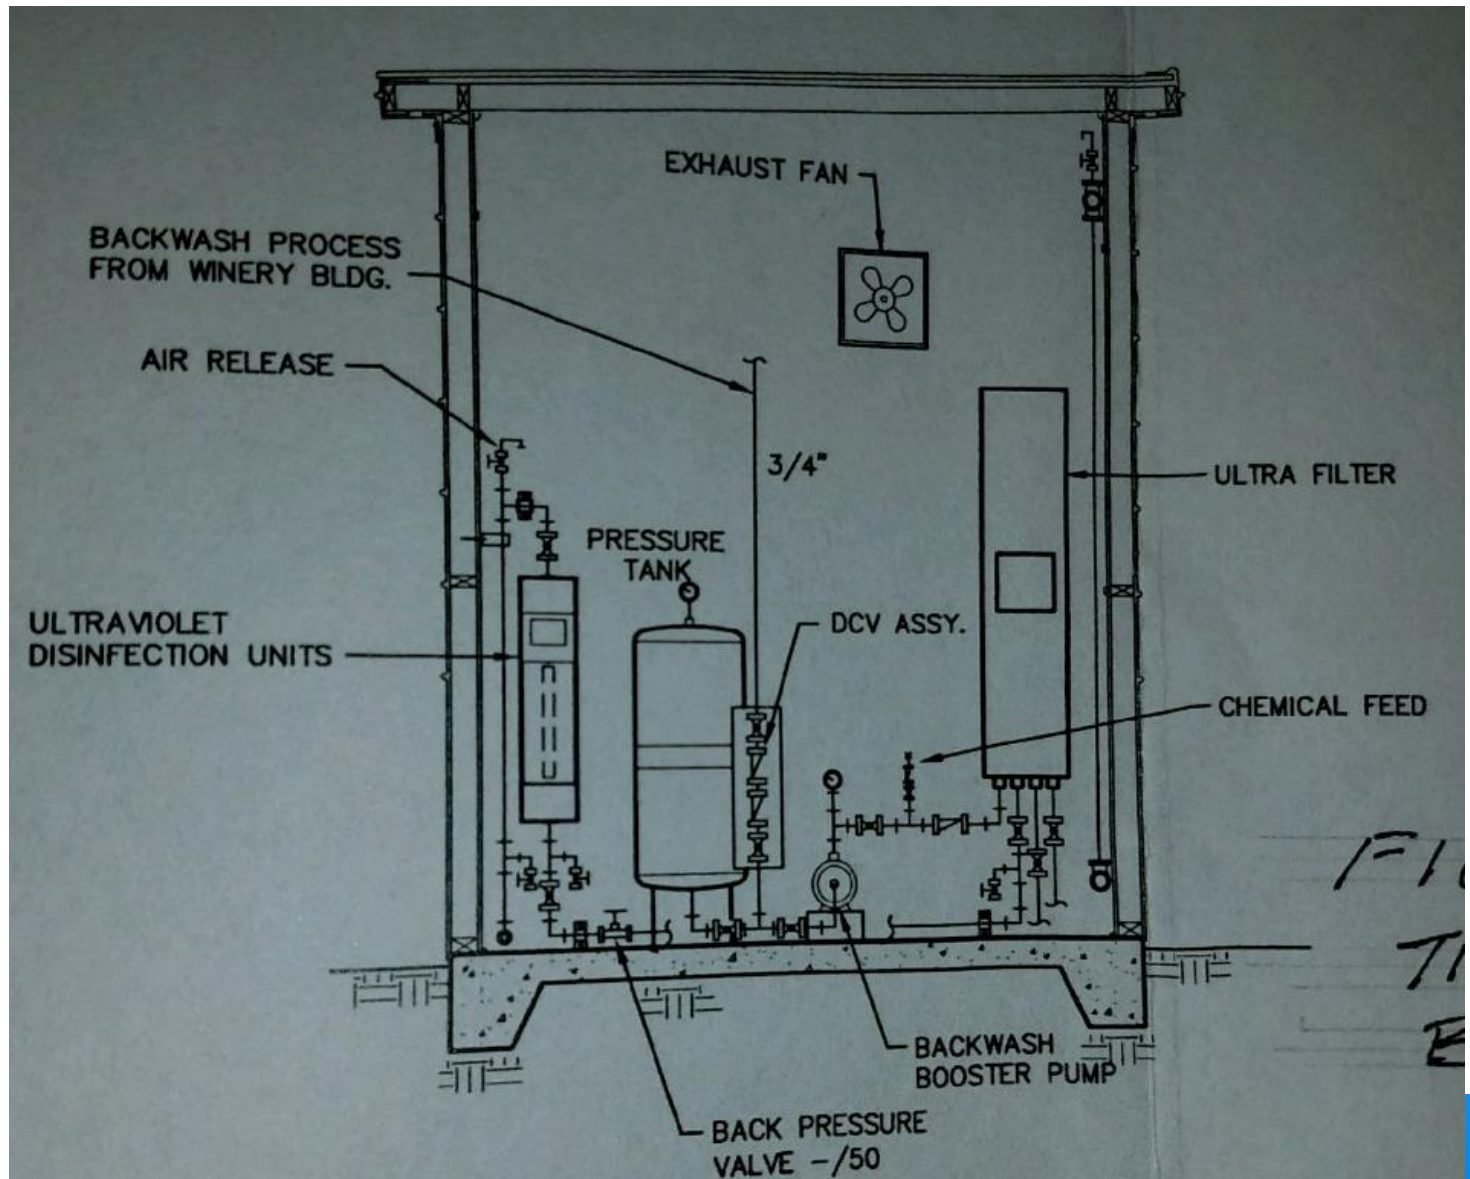 EXHAUST FAN
BACKWASH PROCESS
FROM WINERY BLDG.
AIR RELEASE
3/4"
ULTRA FILTER
PRESSURE
TANK
ULTRAVIOLET
DISINFECTION UNITS
DCV ASSY.
CHEMICAL FEED
BACKWASH
BOOSTER PUMP
BACK PRESSURE
VALVE -/50